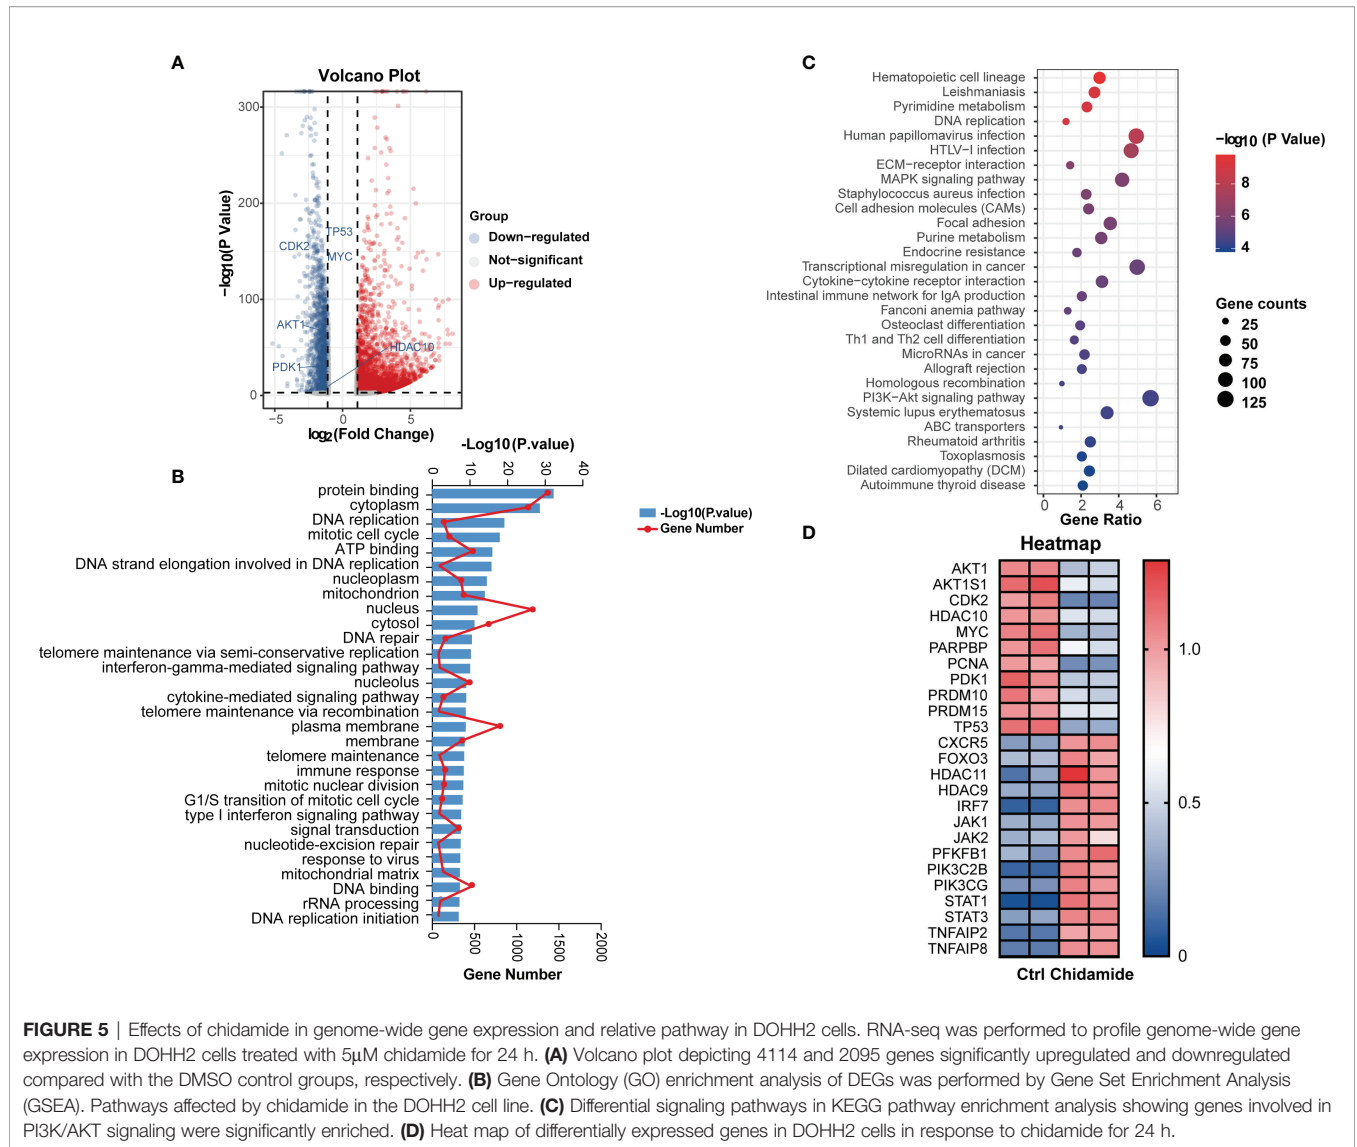 A
Volcano Plot
−log10(P Value)
300
200
100
0
CDK2
TP53
MYC
AKT1
PDK1
HDAC10
−5
0
5
log2(Fold Change)
Group
Down−regulated
Not−significant
Up−regulated
B
-Log10(P.value)
0 10 20 30 40
protein binding
cytoplasm
DNA replication
mitotic cell cycle
ATP binding
DNA strand elongation involved in DNA replication
nucleoplasm
mitochondrion
nucleus
cytosol
DNA repair
telomere maintenance via semi-conservative replication
interferon-gamma-mediated signaling pathway
nucleolus
cytokine-mediated signaling pathway
telomere maintenance via recombination
plasma membrane
membrane
telomere maintenance
immune response
mitotic nuclear division
G1/S transition of mitotic cell cycle
type I interferon signaling pathway
signal transduction
nucleotide-excision repair
response to virus
mitochondrial matrix
DNA binding
rRNA processing
DNA replication initiation
0 500 1000 1500 2000
Gene Number
-Log10(P.value)
Gene Number
C
Hematopoietic cell lineage
Leishmaniasis
Pyrimidine metabolism
DNA replication
Human papillomavirus infection
HTLV−I infection
ECM−receptor interaction
MAPK signaling pathway
Staphylococcus aureus infection
Cell adhesion molecules (CAMs)
Focal adhesion
Purine metabolism
Endocrine resistance
Transcriptional misregulation in cancer
Cytokine−cytokine receptor interaction
Intestinal immune network for IgA production
Fanconi anemia pathway
Osteoclast differentiation
Th1 and Th2 cell differentiation
MicroRNAs in cancer
Allograft rejection
Homologous recombination
PI3K−Akt signaling pathway
Systemic lupus erythematosus
ABC transporters
Rheumatoid arthritis
Toxoplasmosis
Dilated cardiomyopathy (DCM)
Autoimmune thyroid disease
0 2 4 6
Gene Ratio
−log10 (P Value)
8
6
4
Gene counts
25
50
75
100
125
D
Heatmap
AKT1
AKT1S1
CDK2
HDAC10
MYC
PARPBP
PCNA
PDK1
PRDM10
PRDM15
TP53
CXCR5
FOXO3
HDAC11
HDAC9
IRF7
JAK1
JAK2
PFKFB1
PIK3C2B
PIK3CG
STAT1
STAT3
TNFAIP2
TNFAIP8
Ctrl Chidamide
1.0
0.5
0
FIGURE 5 | Effects of chidamide in genome-wide gene expression and relative pathway in DOHH2 cells. RNA-seq was performed to profile genome-wide gene
expression in DOHH2 cells treated with 5μM chidamide for 24 h. (A) Volcano plot depicting 4114 and 2095 genes significantly upregulated and downregulated
compared with the DMSO control groups, respectively. (B) Gene Ontology (GO) enrichment analysis of DEGs was performed by Gene Set Enrichment Analysis
(GSEA). Pathways affected by chidamide in the DOHH2 cell line. (C) Differential signaling pathways in KEGG pathway enrichment analysis showing genes involved in
PI3K/AKT signaling were significantly enriched. (D) Heat map of differentially expressed genes in DOHH2 cells in response to chidamide for 24 h.